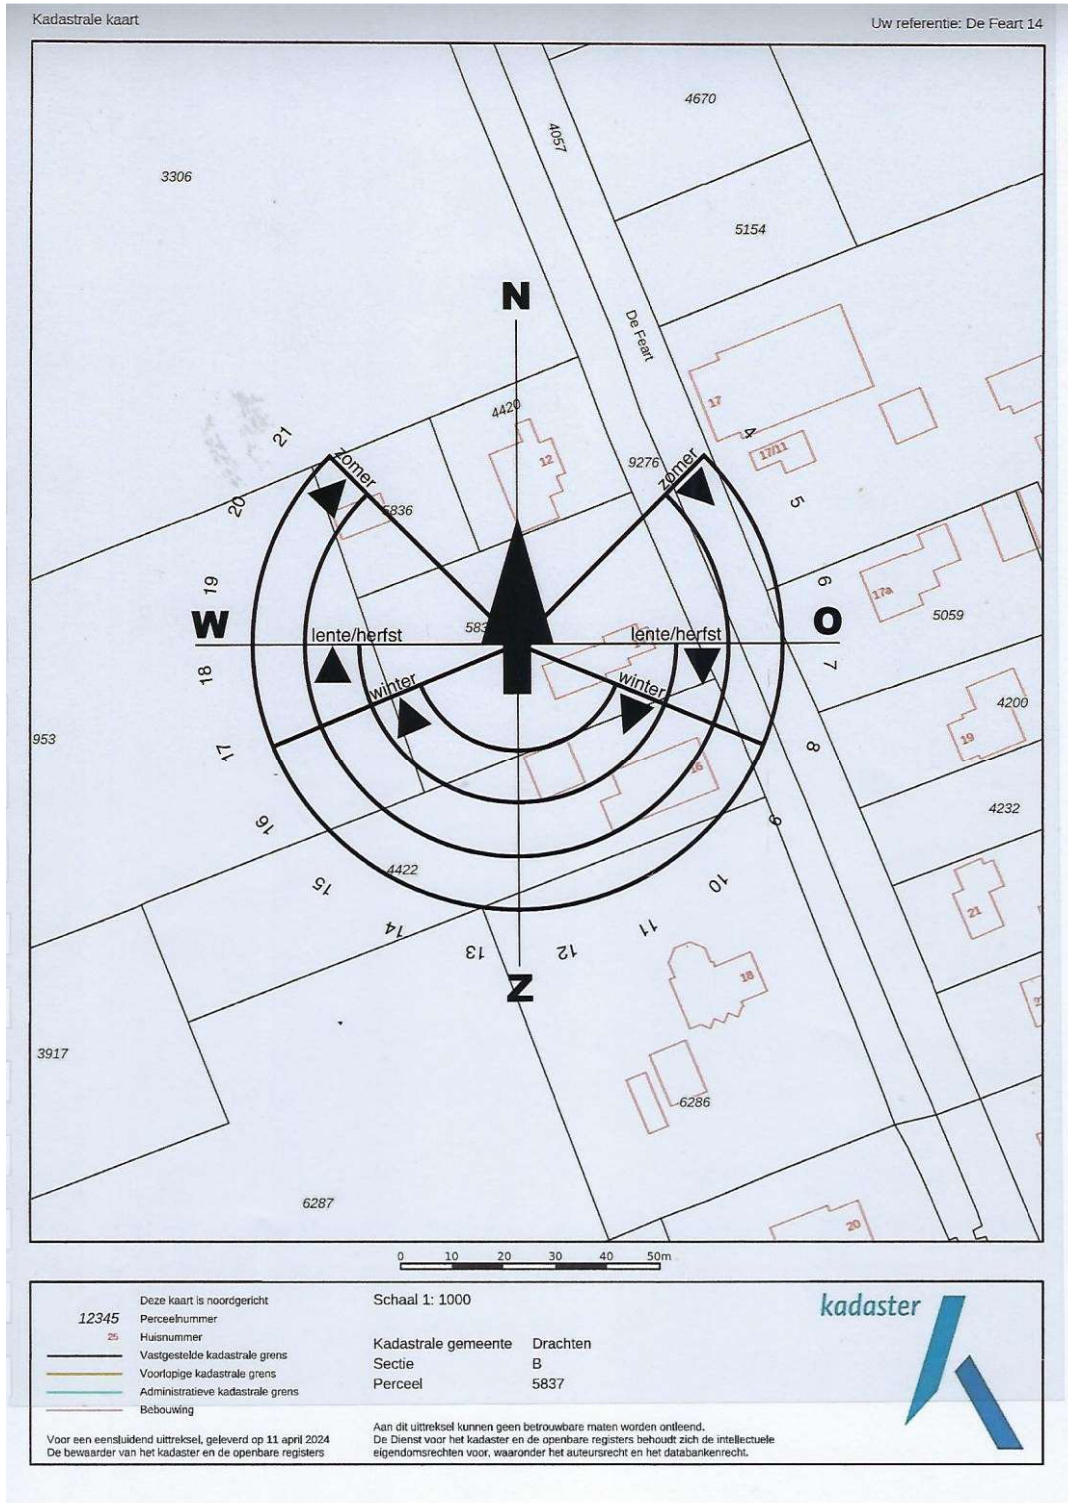 Kadastrale kaart
Uw referentie: De Feart 14
4670
4057
3306
5154
De Feart
N
17
4420
4
17/11
21
12
zomer
9276
zomer
20
5836
5
19
6
17a
5059
W
583
O
lente/herfst
lente/herfst
18
7
winter
winter
4200
17
953
8
19
16
16
9
4232
4422
15
10
21
14
11
13
12
Z
18
3917
6286
6287
20
0 10 20 30 40 50m
Deze kaart is noordgericht
12345 Perceelnummer
25 Huisnummer
Vastgestelde kadastrale grens
Voorlopige kadastrale grens
Administratieve kadastrale grens
Bebouwing
Voor een eensluidend uittreksel, geleverd op 11 april 2024
De bewaarder van het kadaster en de openbare registers
Schaal 1: 1000
Kadastrale gemeente Drachten
Sectie B
Perceel 5837
Aan dit uittreksel kunnen geen betrouwbare maten worden ontleend.
De Dienst voor het kadaster en de openbare registers behoudt zich de intellectuele
eigendomsrechten voor, waaronder het auteursrecht en het databankenrecht.
kadaster